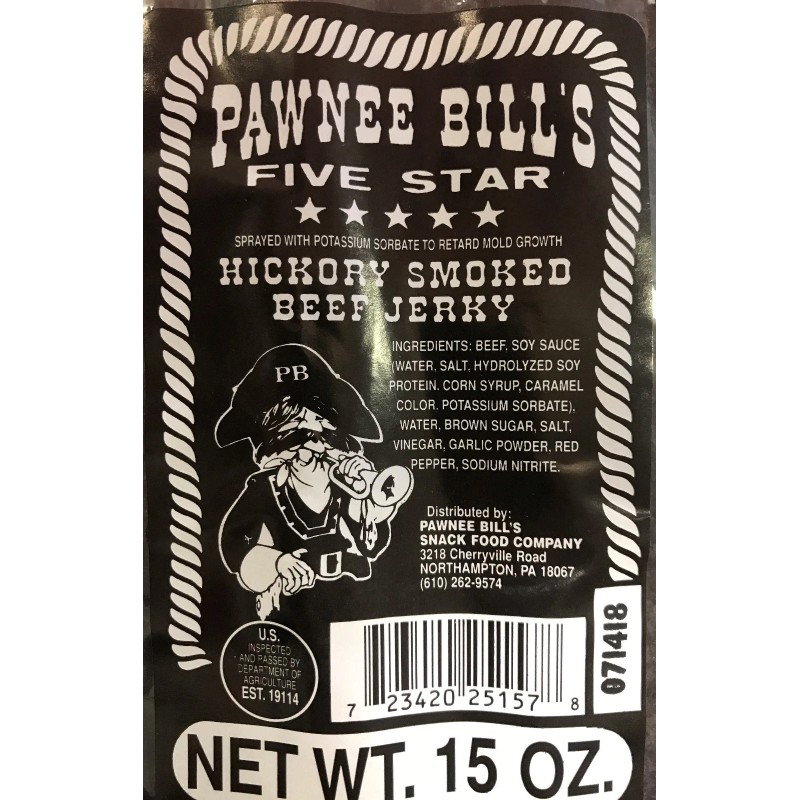 PAWNEE BILL'S
FIVE STAR
SPRAYED WITH POTASSIUM SORBATE TO RETARD MOLD GROWTH
HICKORY SMOKED
BEEF JERKY
PB
INGREDIENTS: BEEF, SOY SAUCE
(WATER, SALT, HYDROLYZED SOY
PROTEIN. CORN SYRUP, CARAMEL
COLOR. POTASSIUM SORBATE),
WATER, BROWN SUGAR, SALT,
VINEGAR, GARLIC POWDER, RED
PEPPER, SODIUM NITRITE.
Distributed by:
PAWNEE BILL'S
SNACK FOOD COMPANY
3218 Cherryville Road
NORTHAMPTON, PA 18067
(610) 262-9574
U.S.
INSPECTED
AND PASSED BY
DEPARTMENT OF
AGRICULTURE
EST. 19114
7 23420 25157 8
071418
NET WT. 15 OZ.